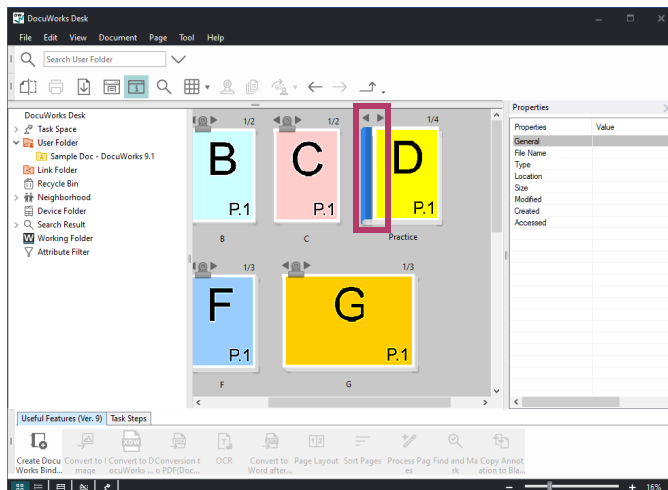 DocuWorks Desk
File Edit View Document Page Tool Help
Search User Folder
DocuWorks Desk
Task Space
User Folder
Sample Doc - DocuWorks 9.1
Link Folder
Recycle Bin
Neighborhood
Device Folder
Search Result
Working Folder
Attribute Filter
1/2
B
P.1
B
1/2
C
P.1
C
1/4
D
P.1
Practice
1/3
F
P.1
F
1/3
G
P.1
G
Properties
Properties Value
General
File Name
Type
Location
Size
Modified
Created
Accessed
Useful Features (Ver. 9) Task Steps
Create Docu
Works Bind...
Convert to I
mage
Convert to D
ocuWorks ...
Conversion t
o PDF(Doc...
OCR
Convert to
Word after...
Page Layout
Sort Pages
Process Pag
es
Find and Ma
rk
Copy Annot
ation to Bla...
16%